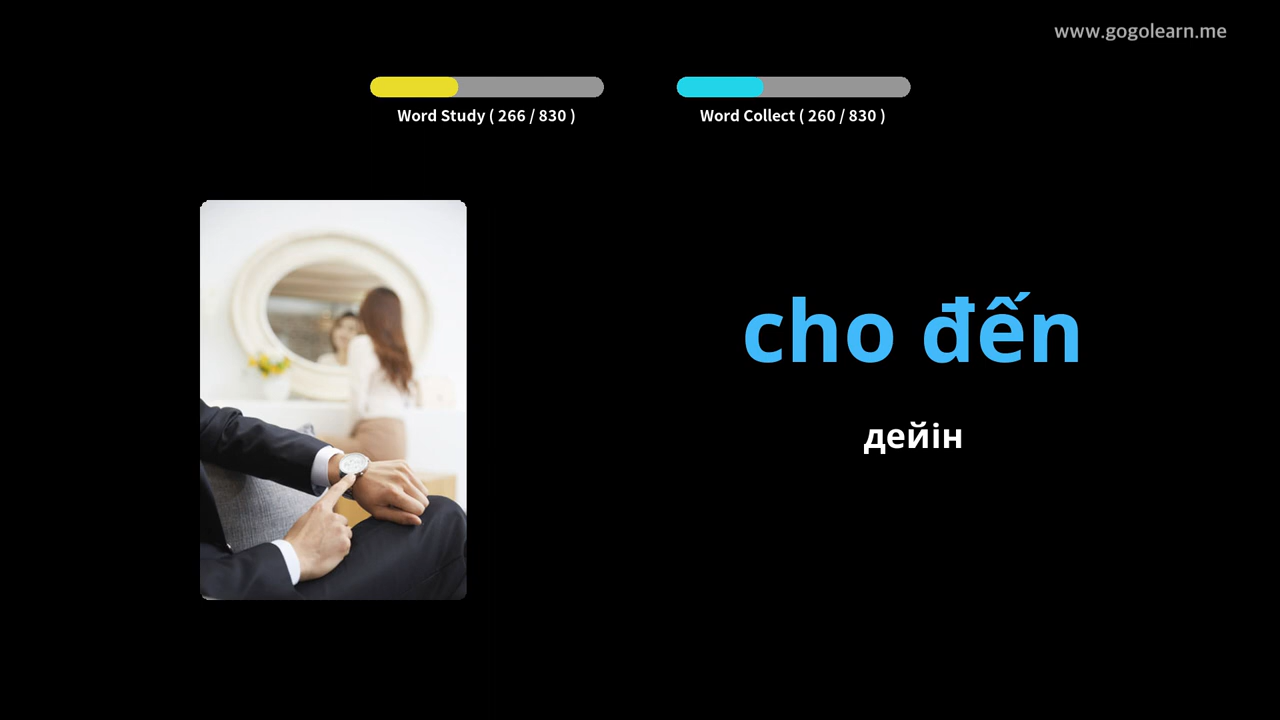 www.gogolearn.me
Word Study ( 266 / 830 )
Word Collect ( 260 / 830 )
cho đến
дейін